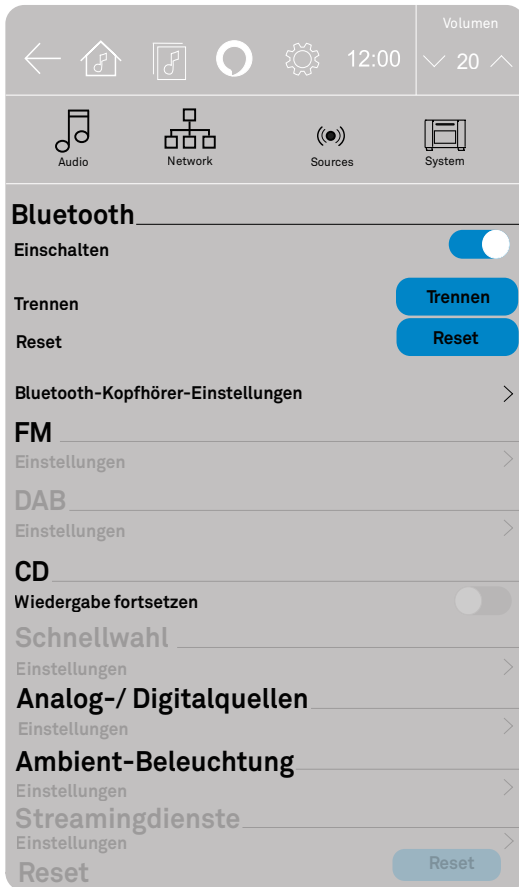 Volumen
12:00
20
Audio
Network
Sources
System
Bluetooth
Einschalten
Trennen
Trennen
Reset
Reset
Bluetooth-Kopfhörer-Einstellungen
FM
Einstellungen
DAB
Einstellungen
CD
Wiedergabe fortsetzen
Schnellwahl
Einstellungen
Analog-/ Digitalquellen
Einstellungen
Ambient-Beleuchtung
Einstellungen
Streamingdienste
Einstellungen
Reset
Reset